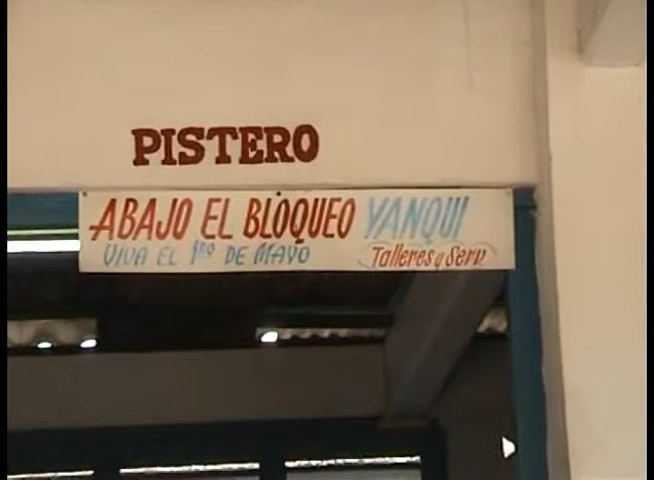 PISTERO
ABAJO EL BLOQUEO YANQUI
VIVA EL 1RO DE MAYO
Talleres y Serv